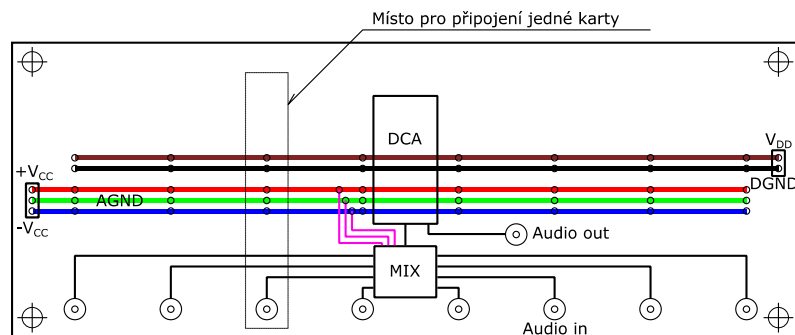 Místo pro připojení jedné karty
DCA
VDD
+VCC
AGND
DGND
-VCC
Audio out
MIX
Audio in